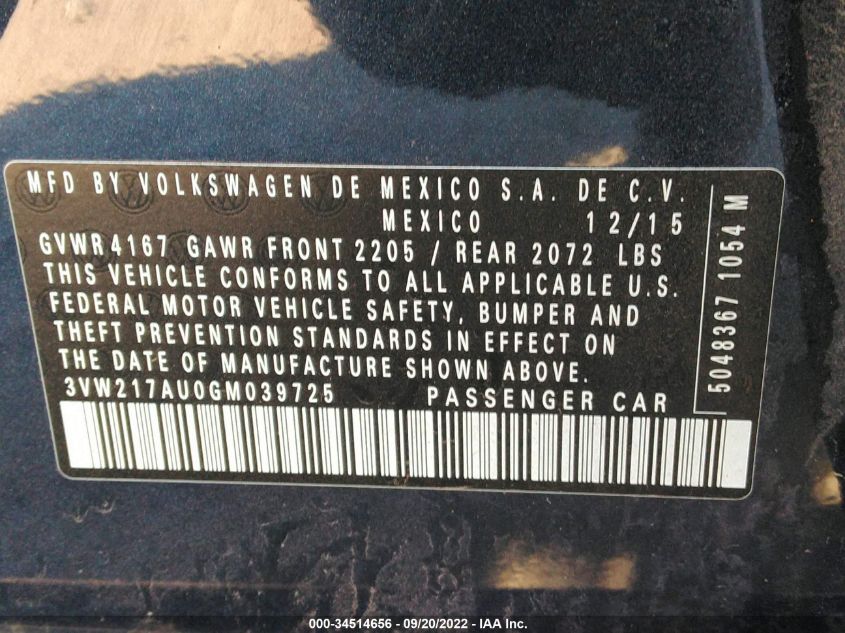 MFD BY VOLKSWAGEN DE MEXICO S.A. DE C.V.
MEXICO 12/15
GVWR 4167 GAWR FRONT 2205 / REAR 2072 LBS
THIS VEHICLE CONFORMS TO ALL APPLICABLE U.S.
FEDERAL MOTOR VEHICLE SAFETY, BUMPER AND
THEFT PREVENTION STANDARDS IN EFFECT ON
THE DATE OF MANUFACTURE SHOWN ABOVE.
3VW217AU0GM039725 PASSENGER CAR
5048367 1054 M
000-34514656 - 09/20/2022 - IAA Inc.